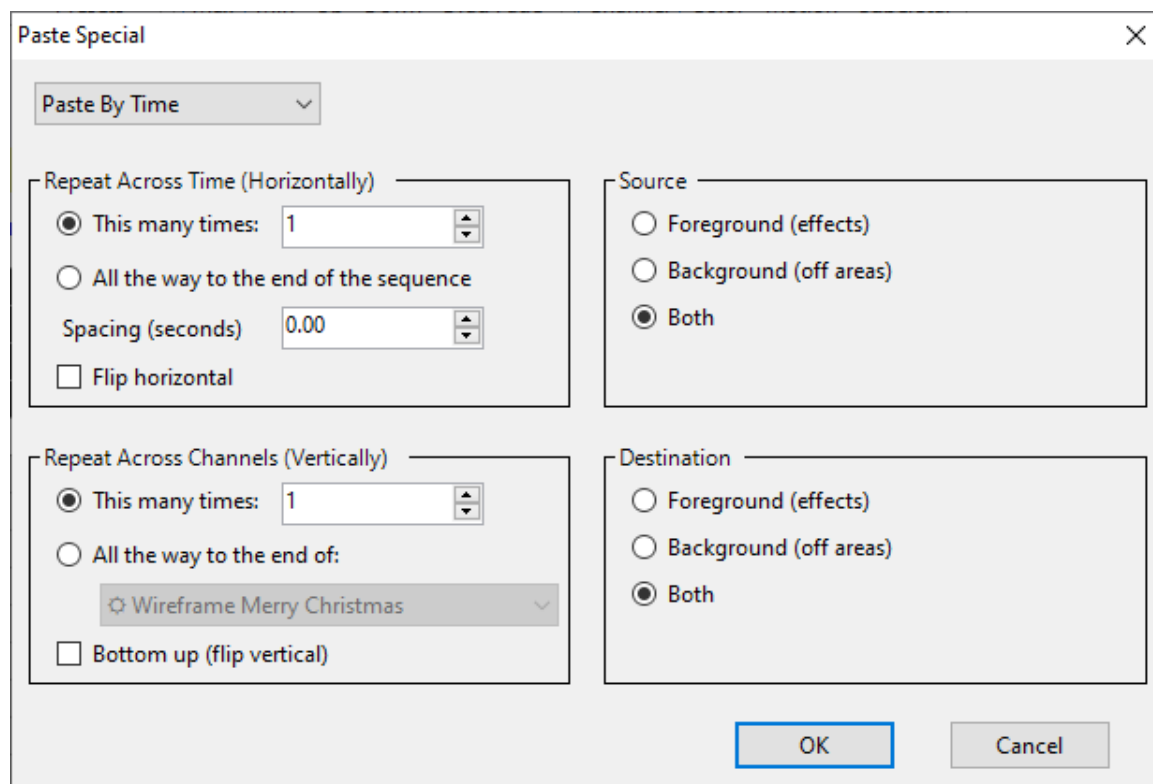 Paste Special
Paste By Time
Repeat Across Time (Horizontally)
This many times: 1
All the way to the end of the sequence
Spacing (seconds) 0.00
Flip horizontal
Source
Foreground (effects)
Background (off areas)
Both
Repeat Across Channels (Vertically)
This many times: 1
All the way to the end of:
Wireframe Merry Christmas
Bottom up (flip vertical)
Destination
Foreground (effects)
Background (off areas)
Both
OK
Cancel